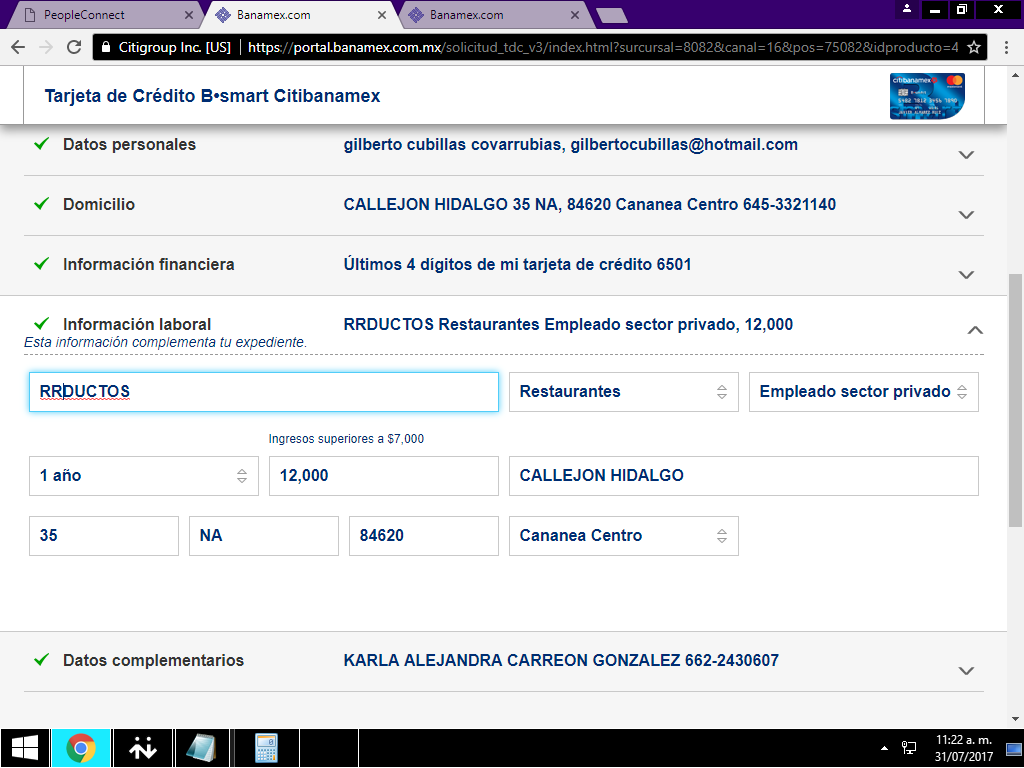 PeopleConnect
Banamex.com
Banamex.com
Citigroup Inc. [US] https://portal.banamex.com.mx/solicitud_tdc_v3/index.html?surcursal=8082&canal=16&pos=75082&idproducto=4
Tarjeta de Crédito B•smart Citibanamex
citibanamex
Datos personales gilberto cubillas covarrubias, gilbertocubillas@hotmail.com
Domicilio CALLEJON HIDALGO 35 NA, 84620 Cananea Centro 645-3321140
Información financiera Últimos 4 dígitos de mi tarjeta de crédito 6501
Información laboral RRDUCTOS Restaurantes Empleado sector privado, 12,000
Esta información complementa tu expediente.
RRDUCTOS Restaurantes Empleado sector privado
Ingresos superiores a $7,000
1 año 12,000 CALLEJON HIDALGO
35 NA 84620 Cananea Centro
Datos complementarios KARLA ALEJANDRA CARREON GONZALEZ 662-2430607
11:22 a. m.
31/07/2017